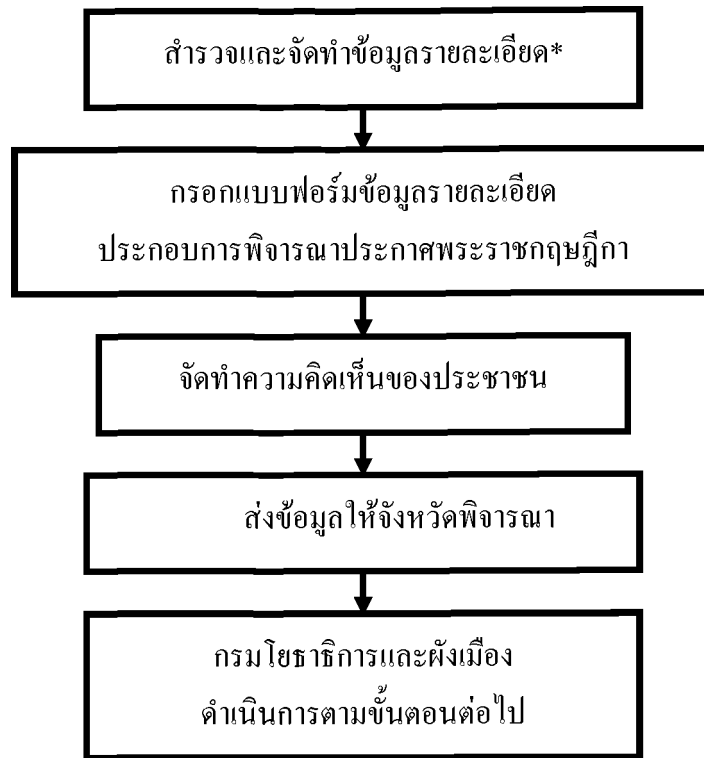 สำรวจและจัดทำข้อมูลรายละเอียด*
กรอกแบบฟอร์มข้อมูลรายละเอียด
ประกอบการพิจารณาประกาศพระราชกฤษฎีกา
จัดทำความคิดเห็นของประชาชน
ส่งข้อมูลให้จังหวัดพิจารณา
กรมโยธาธิการและผังเมือง
ดำเนินการตามขั้นตอนต่อไป